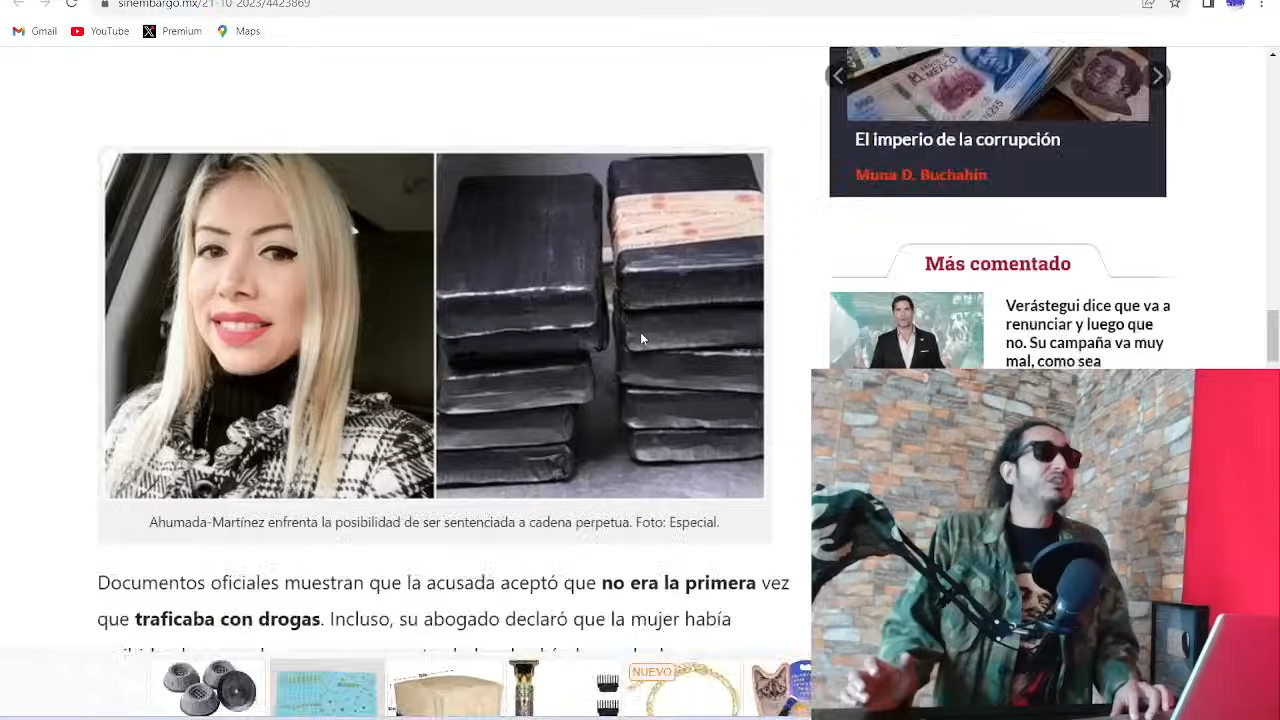 sinembargo.mx/21-10-2023/4423869
Gmail
YouTube
Premium
Maps
El imperio de la corrupción
Muna D. Buchahín
Más comentado
Verástegui dice que va a
renunciar y luego que
no. Su campaña va muy
mal, como sea
Ahumada-Martínez enfrenta la posibilidad de ser sentenciada a cadena perpetua. Foto: Especial.
Documentos oficiales muestran que la acusada aceptó que no era la primera vez
que traficaba con drogas. Incluso, su abogado declaró que la mujer había
NUEVO